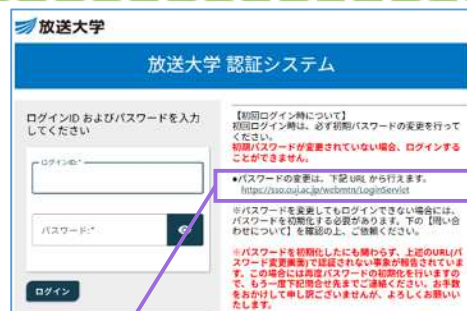 放送大学
放送大学 認証システム
ログインID およびパスワードを入力
してください
ログインID:*
パスワード:*
ログイン
【初回ログイン時について】
初回ログイン時は、必ず初期パスワードの変更を行って
ください。
初期パスワードが変更されていない場合、ログインする
ことができません。
●パスワードの変更は、下記 URL から行えます。
https://sso.ouj.ac.jp/webmtn/LoginServlet
※パスワードを変更してもログインできない場合には、
パスワードを初期化する必要があります。下の【問い合
わせについて】を確認の上、ご依頼ください。
※パスワードを初期化したにも関わらず、上述のURL(パ
スワード変更画面)で認証されない事象が報告されていま
す。この場合には再度パスワードの初期化を行いますの
で、もう一度下記問合せ先までご連絡ください。お手数
をおかけして申し訳ございませんが、よろしくお願いい
たします。